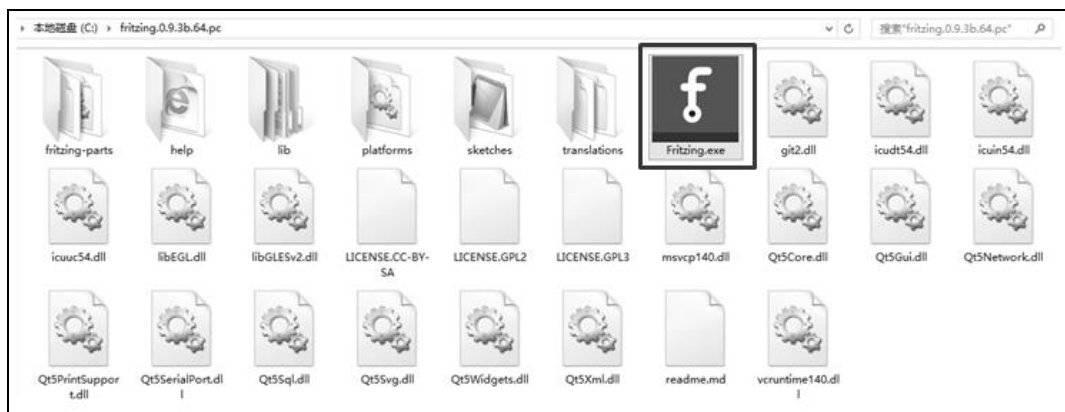 本地磁盘 (C:) ▸ fritzing.0.9.3b.64.pc ▸
搜索"fritzing.0.9.3b.64.pc"
fritzing-parts
help
lib
platforms
sketches
translations
Fritzing.exe
git2.dll
icudt54.dll
icuin54.dll
icuuc54.dll
libEGL.dll
libGLESv2.dll
LICENSE.CC-BY-
SA
LICENSE.GPL2
LICENSE.GPL3
msvcp140.dll
Qt5Core.dll
Qt5Gui.dll
Qt5Network.dll
Qt5PrintSuppor
t.dll
Qt5SerialPort.dl
l
Qt5Sql.dll
Qt5Svg.dll
Qt5Widgets.dll
Qt5Xml.dll
readme.md
vcruntime140.dl
l